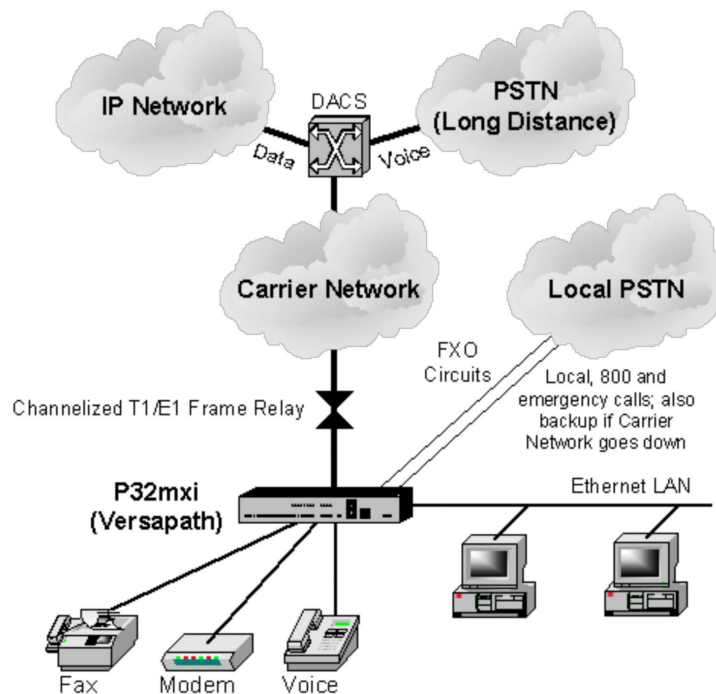 IP Network
DACS
PSTN
(Long Distance)
Data
Voice
Carrier Network
Local PSTN
FXO
Circuits
Local, 800 and
emergency calls; also
backup if Carrier
Network goes down
Channelized T1/E1 Frame Relay
P32mxi
(Versapath)
Ethernet LAN
Fax
Modem
Voice